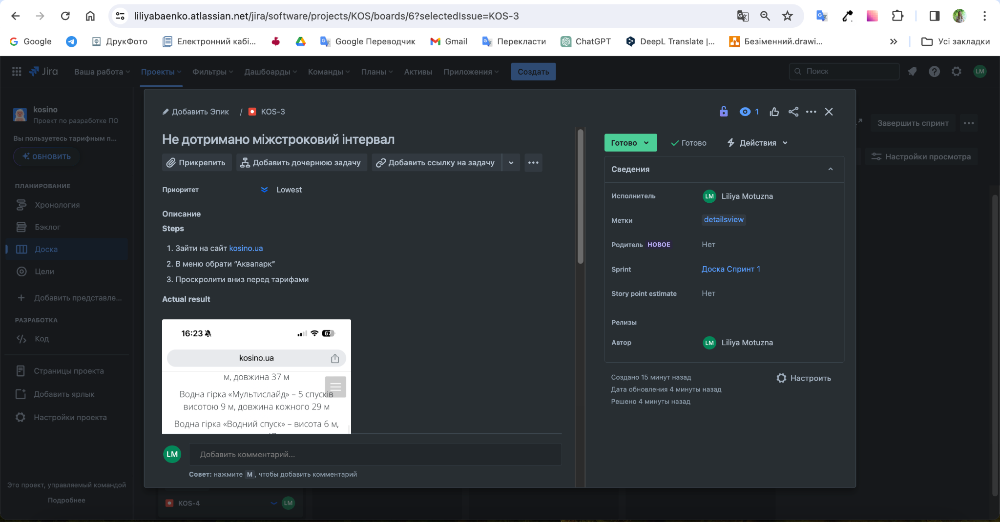 liliyabaenko.atlassian.net/jira/software/projects/KOS/boards/6?selectedIssue=KOS-3
Google
ДрукФото
Електронний кабі...
Google Переводчик
Gmail
Перекласти
ChatGPT
DeepL Translate |...
Безіменний.drawi...
Усі закладки
Jira
Ваша работа
Проекты
Фильтры
Дашборды
Команды
Планы
Активы
Приложения
Создать
Поиск
LM
kosino
Проект по разработке ПО
Вы пользуетесь тарифным п...
ОБНОВИТЬ
ПЛАНИРОВАНИЕ
Хронология
Бэклог
Доска
Цели
Добавить представле...
РАЗРАБОТКА
Код
Страницы проекта
Добавить ярлык
Настройки проекта
Это проект, управляемый командой
Подробнее
Добавить Эпик / KOS-3
1
Не дотримано міжстроковий інтервал
Прикрепить
Добавить дочернюю задачу
Добавить ссылку на задачу
Приоритет Lowest
Описание
Steps
1. Зайти на сайт kosino.ua
2. В меню обрати “Аквапарк”
3. Проскролити вниз перед тарифами
Actual result
16:23 67
kosino.ua
м, довжина 37 м
Водна гірка «Мультислайд» – 5 спусків
висотою 9 м, довжина кожного 29 м
Водна гірка «Водний спуск» – висота 6 м,
LM
Добавить комментарий...
Совет: нажмите M, чтобы добавить комментарий
Готово
Готово
Действия
Сведения
Исполнитель LM Liliya Motuzna
Метки detailsview
Родитель НОВОЕ Нет
Sprint Доска Спринт 1
Story point estimate Нет
Релизы
Автор LM Liliya Motuzna
Создано 15 минут назад
Дата обновления 4 минуты назад
Решено 4 минуты назад
Настроить
Завершить спринт
Настройки просмотра
KOS-4
LM